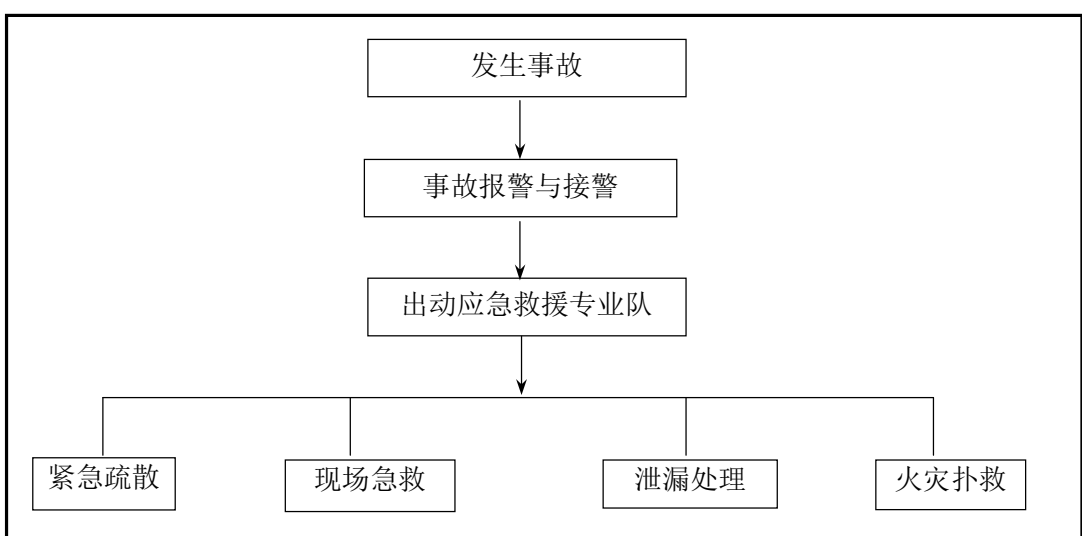 发生事故
事故报警与接警
出动应急救援专业队
紧急疏散
现场急救
泄漏处理
火灾扑救